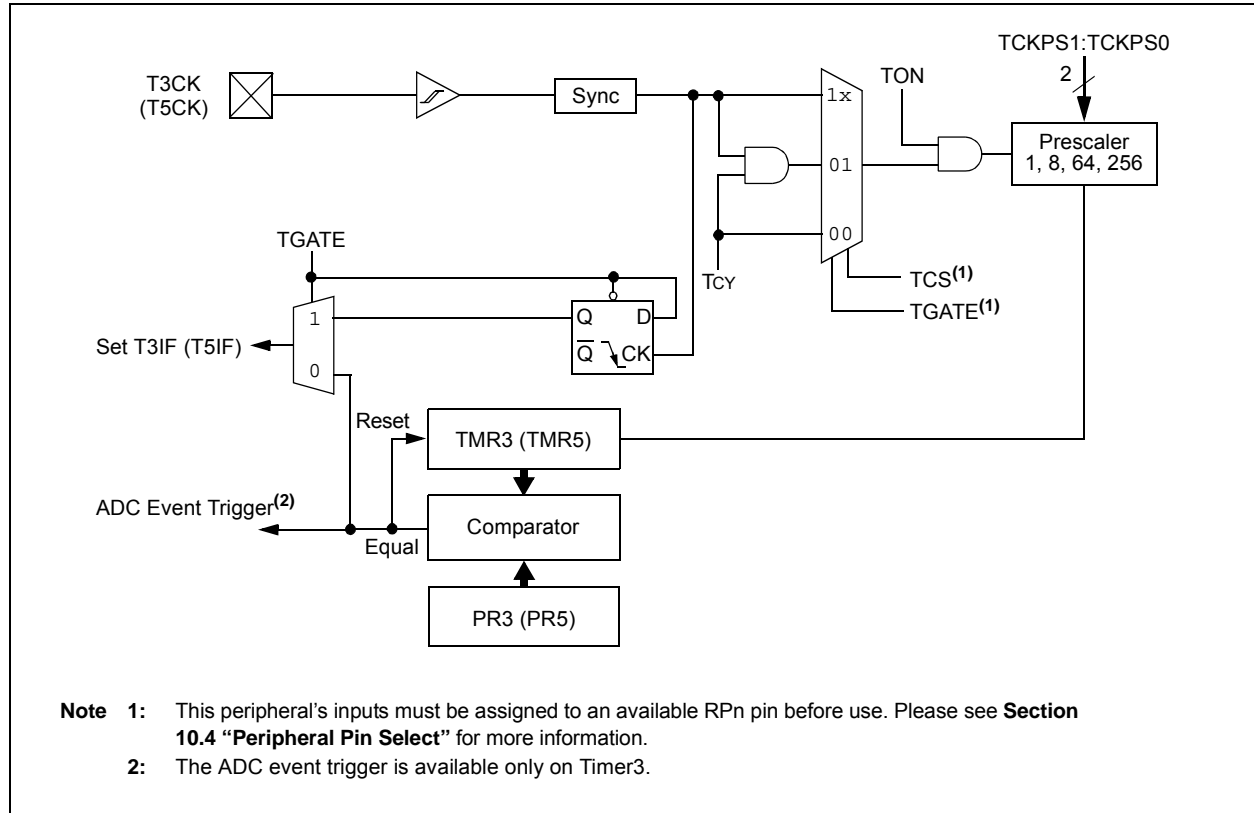 TCKPS1:TCKPS0
2
T3CK
(T5CK)
Sync
1x
TON
Prescaler
1, 8, 64, 256
01
00
TGATE
TCY
TCS(1)
TGATE(1)
1
Q
D
Set T3IF (T5IF)
Q
CK
0
Reset
TMR3 (TMR5)
ADC Event Trigger(2)
Equal
Comparator
PR3 (PR5)
Note 1: This peripheral's inputs must be assigned to an available RPn pin before use. Please see Section
10.4 “Peripheral Pin Select” for more information.
2: The ADC event trigger is available only on Timer3.